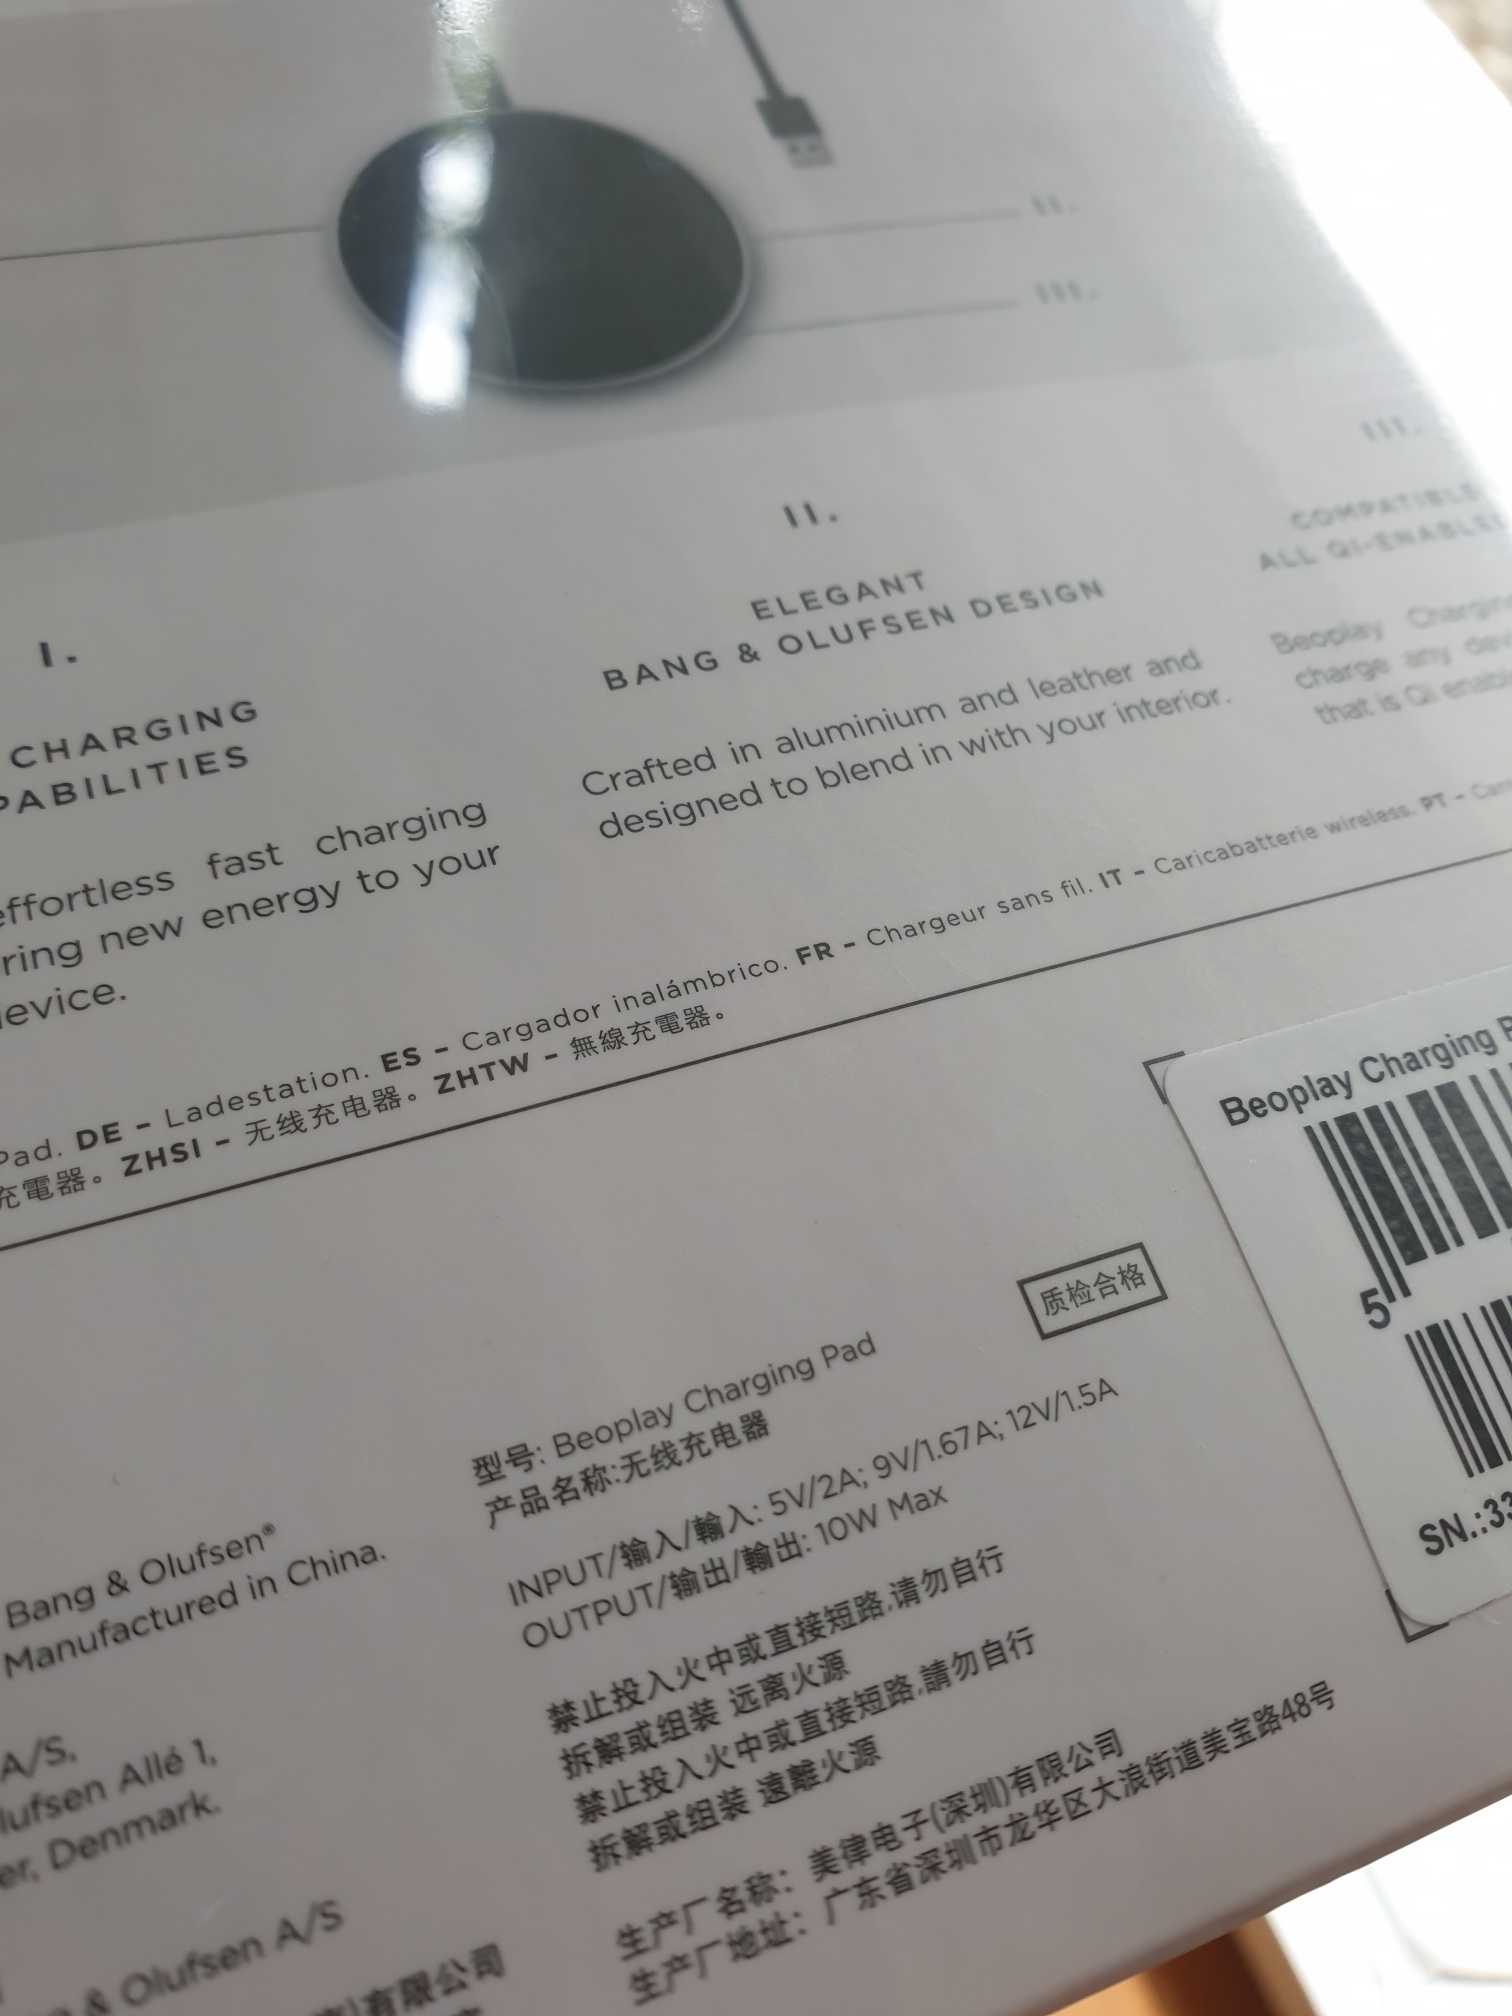 II.
III.
I.
CHARGING
PABILITIES
effortless fast charging
ring new energy to your
device.
II.
ELEGANT
BANG & OLUFSEN DESIGN
Crafted in aluminium and leather and
designed to blend in with your interior.
III.
COMPATIBLE
ALL QI-ENABLE
Beoplay Charging
charge any dev
that is Qi enabl
Pad. DE – Ladestation. ES – Cargador inalámbrico. FR – Chargeur sans fil. IT – Caricabatterie wireless. PT – Carr
充電器。ZHSI – 无线充电器。ZHTW – 無線充電器。
Beoplay Charging P
5
SN.:33
质检合格
型号: Beoplay Charging Pad
产品名称:无线充电器
INPUT/输入/輸入: 5V/2A; 9V/1.67A; 12V/1.5A
OUTPUT/输出/輸出: 10W Max
禁止投入火中或直接短路,请勿自行
拆解或组装 远离火源
禁止投入火中或直接短路,請勿自行
拆解或组装 遠離火源
生产厂名称：美律电子(深圳)有限公司
生产厂地址：广东省深圳市龙华区大浪街道美宝路48号
Bang & Olufsen®
Manufactured in China.
A/S,
lufsen Allé 1,
er, Denmark.
& Olufsen A/S
)有限公司